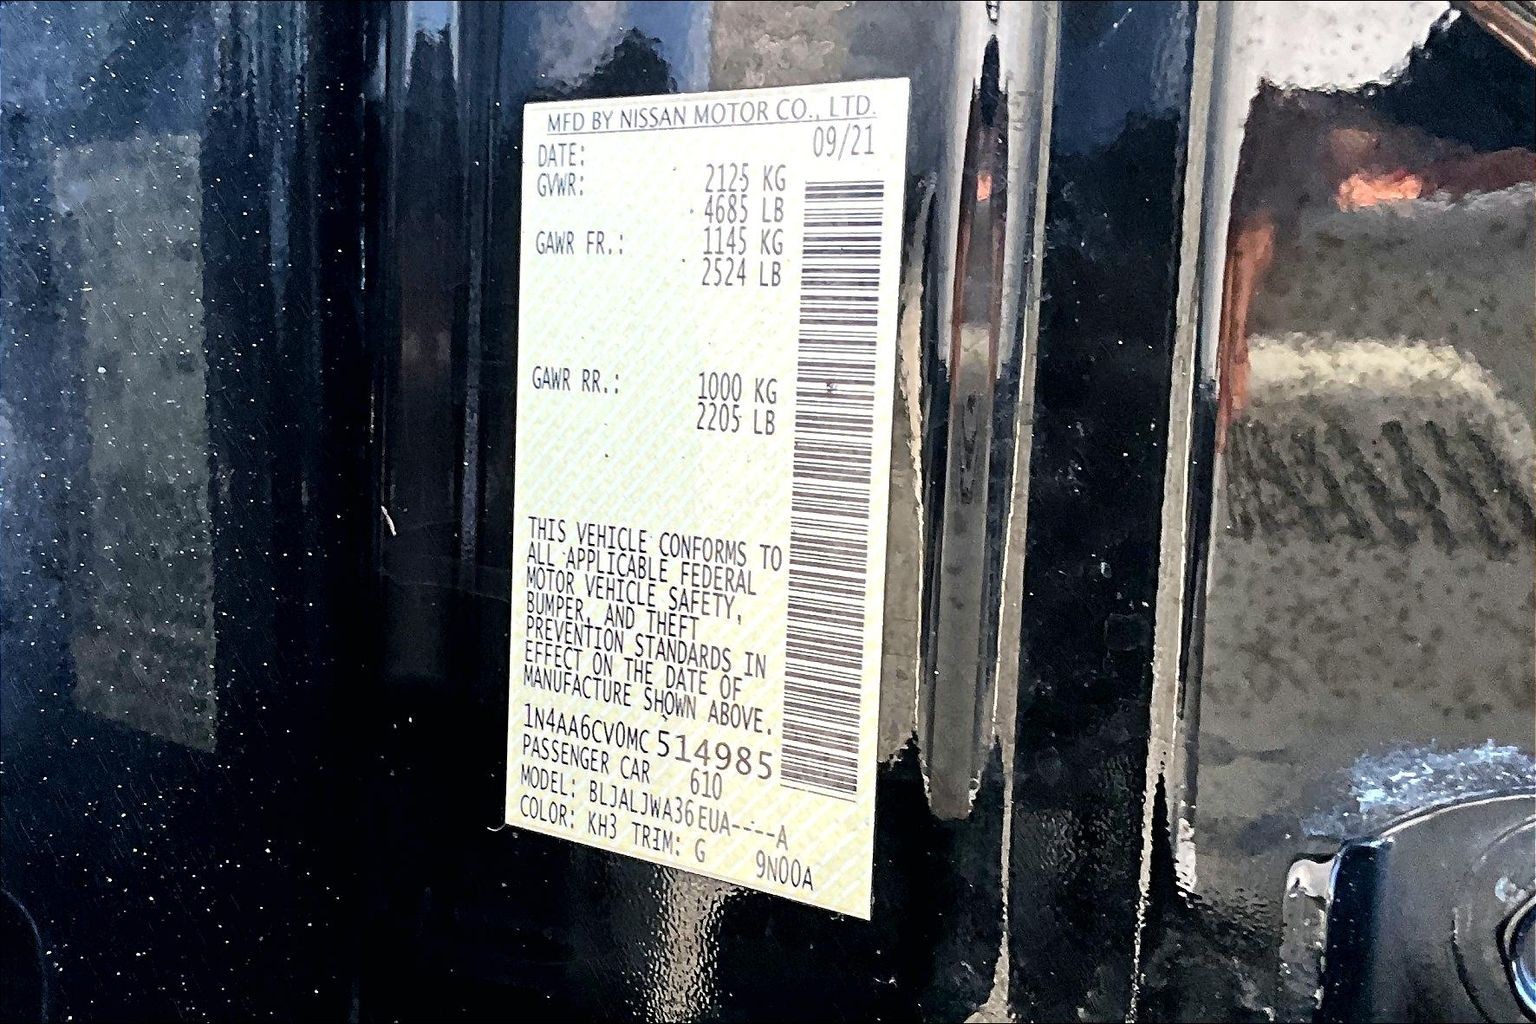 MFD BY NISSAN MOTOR CO., LTD.
DATE: 09/21
GVWR: 2125 KG
4685 LB
GAWR FR.: 1145 KG
2524 LB
GAWR RR.: 1000 KG
2205 LB
THIS VEHICLE CONFORMS TO
ALL APPLICABLE FEDERAL
MOTOR VEHICLE SAFETY,
BUMPER, AND THEFT
PREVENTION STANDARDS IN
EFFECT ON THE DATE OF
MANUFACTURE SHOWN ABOVE.
1N4AA6CV0MC 514985
PASSENGER CAR 610
MODEL: BLJALJWA36EUA----A
COLOR: KH3 TRIM: G 9N00A